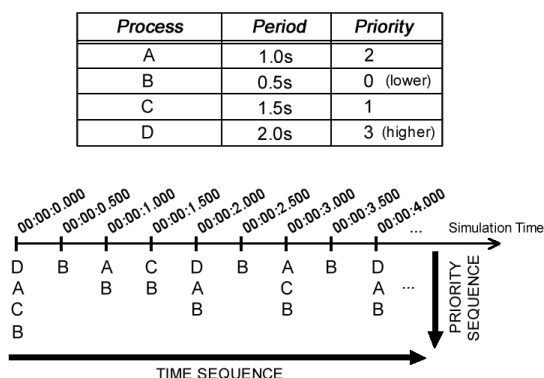 Process Period Priority
A 1.0s 2
B 0.5s 0 (lower)
C 1.5s 1
D 2.0s 3 (higher)
00:00:0.000 00:00:0.500 00:00:1.000 00:00:1.500 00:00:2.000 00:00:2.500 00:00:3.000 00:00:3.500 00:00:4.000 ... Simulation Time
D B A C D B A B D
A B B A C A ...
C B B B
B
PRIORITY
SEQUENCE
TIME SEQUENCE